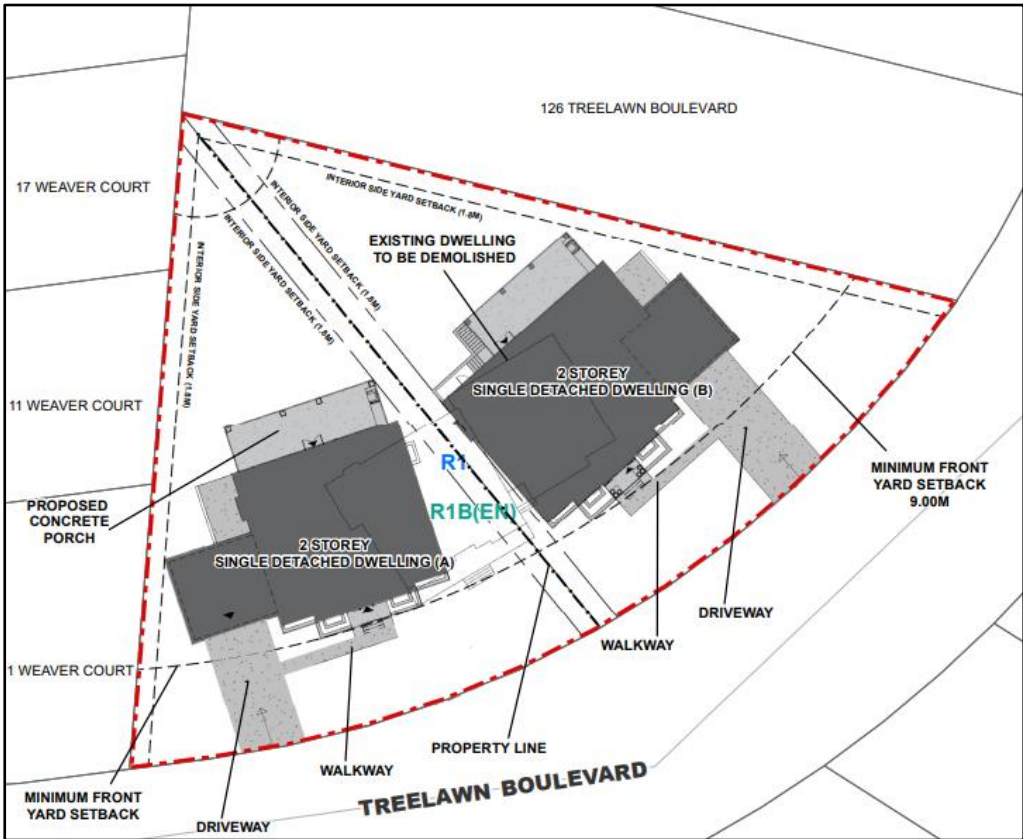 126 TREELAWN BOULEVARD
17 WEAVER COURT
INTERIOR SIDE YARD SETBACK (1.8M)
INTERIOR SIDE YARD SETBACK (1.8M)
INTERIOR SIDE YARD SETBACK (1.8M)
INTERIOR SIDE YARD SETBACK (1.8M)
EXISTING DWELLING
TO BE DEMOLISHED
2 STOREY
SINGLE DETACHED DWELLING (B)
11 WEAVER COURT
R1
R1B(EN)
MINIMUM FRONT
YARD SETBACK
9.00M
PROPOSED
CONCRETE
PORCH
2 STOREY
SINGLE DETACHED DWELLING (A)
DRIVEWAY
WALKWAY
1 WEAVER COURT
PROPERTY LINE
WALKWAY
TREELAWN BOULEVARD
MINIMUM FRONT
YARD SETBACK
DRIVEWAY